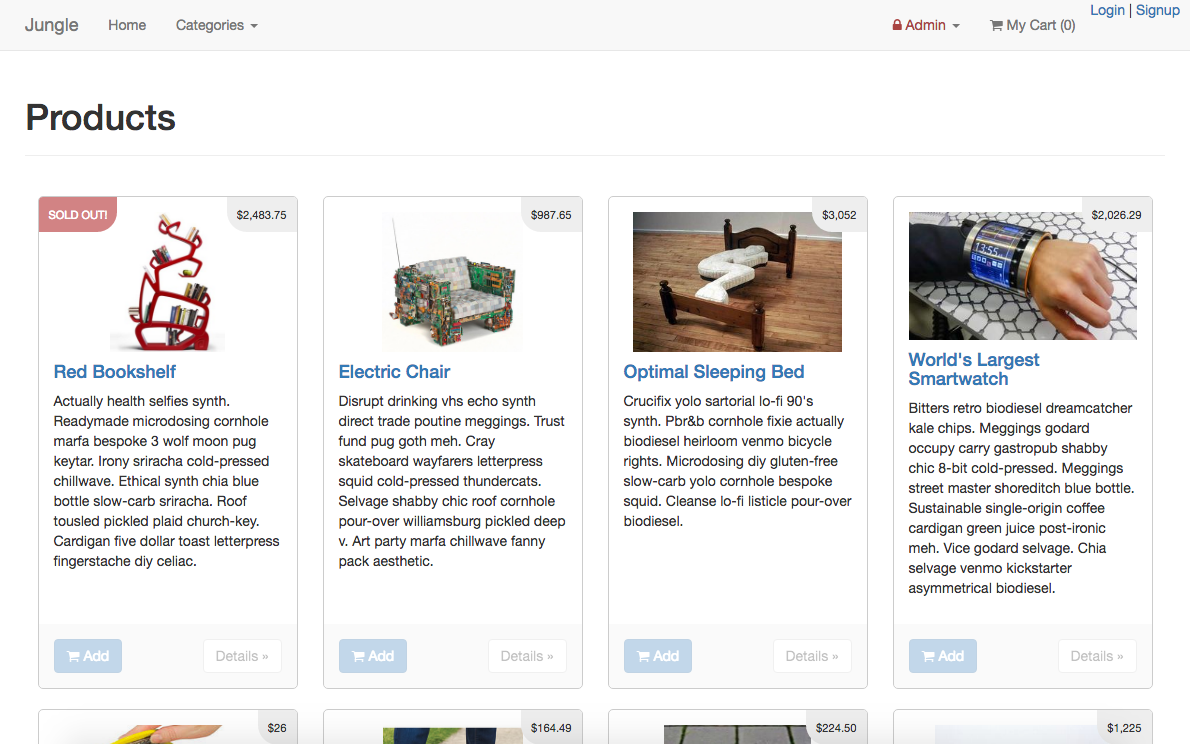 Jungle Home Categories Admin My Cart (0) Login | Signup
Products
SOLD OUT!
$2,483.75
Red Bookshelf
Actually health selfies synth.
Readymade microdosing cornhole
marfa bespoke 3 wolf moon pug
keytar. Irony sriracha cold-pressed
chillwave. Ethical synth chia blue
bottle slow-carb sriracha. Roof
tousled pickled plaid church-key.
Cardigan five dollar toast letterpress
fingerstache diy celiac.
Add
Details »
$987.65
Electric Chair
Disrupt drinking vhs echo synth
direct trade poutine meggings. Trust
fund pug goth meh. Cray
skateboard wayfarers letterpress
squid cold-pressed thundercats.
Selvage shabby chic roof cornhole
pour-over williamsburg pickled deep
v. Art party marfa chillwave fanny
pack aesthetic.
Add
Details »
$3,052
Optimal Sleeping Bed
Crucifix yolo sartorial lo-fi 90's
synth. Pbr&b cornhole fixie actually
biodiesel heirloom venmo bicycle
rights. Microdosing diy gluten-free
slow-carb yolo cornhole bespoke
squid. Cleanse lo-fi listicle pour-over
biodiesel.
Add
Details »
$2,026.29
13:55
World's Largest
Smartwatch
Bitters retro biodiesel dreamcatcher
kale chips. Meggings godard
occupy carry gastropub shabby
chic 8-bit cold-pressed. Meggings
street master shoreditch blue bottle.
Sustainable single-origin coffee
cardigan green juice post-ironic
meh. Vice godard selvage. Chia
selvage venmo kickstarter
asymmetrical biodiesel.
Add
Details »
$26
$164.49
$224.50
$1,225